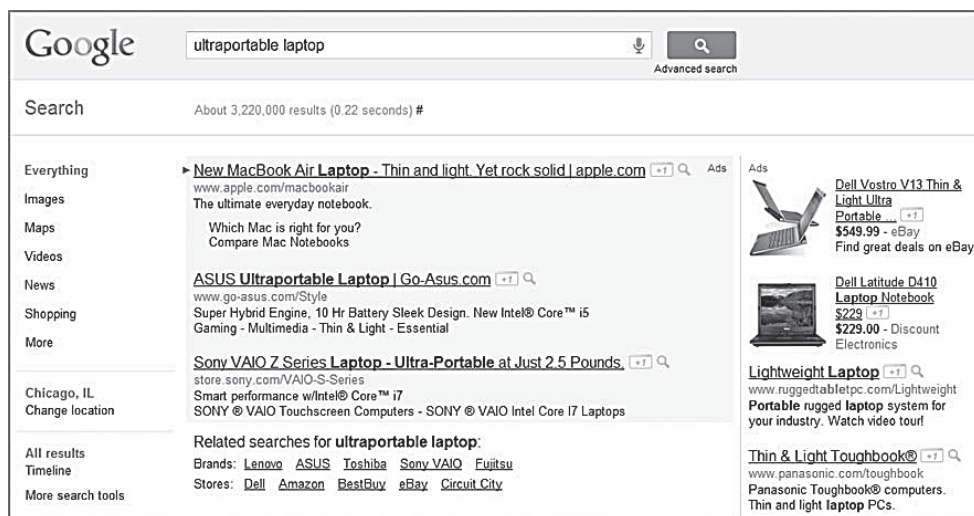 Google
ultraportable laptop
Advanced search
Search
About 3,220,000 results (0.22 seconds) #
Everything
Images
Maps
Videos
News
Shopping
More
Chicago, IL
Change location
All results
Timeline
More search tools
New MacBook Air Laptop - Thin and light. Yet rock solid | apple.com +1 Ads
www.apple.com/macbookair
The ultimate everyday notebook.
Which Mac is right for you?
Compare Mac Notebooks
ASUS Ultraportable Laptop | Go-Asus.com +1
www.go-asus.com/Style
Super Hybrid Engine, 10 Hr Battery Sleek Design. New Intel® Core™ i5
Gaming - Multimedia - Thin & Light - Essential
Sony VAIO Z Series Laptop - Ultra-Portable at Just 2.5 Pounds. +1
store.sony.com/VAIO-S-Series
Smart performance w/Intel® Core™ i7
SONY ® VAIO Touchscreen Computers - SONY ® VAIO Intel Core I7 Laptops
Related searches for ultraportable laptop:
Brands: Lenovo ASUS Toshiba Sony VAIO Fujitsu
Stores: Dell Amazon BestBuy eBay Circuit City
Ads
Dell Vostro V13 Thin &
Light Ultra
Portable ... +1
$549.99 - eBay
Find great deals on eBay
Dell Latitude D410
Laptop Notebook
$229 +1
$229.00 - Discount
Electronics
Lightweight Laptop +1
www.ruggedtabletpc.com/Lightweight
Portable rugged laptop system for
your industry. Watch video tour!
Thin & Light Toughbook® +1
www.panasonic.com/toughbook
Panasonic Toughbook® computers.
Thin and light laptop PCs.